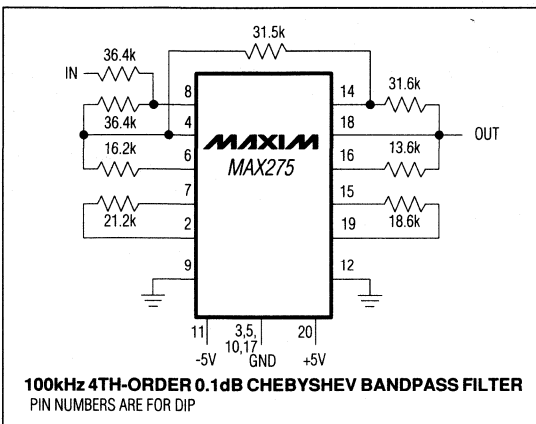 31.5k
36.4k
IN
31.6k
8
14
36.4k
4
18
OUT
16.2k
MAXIM
MAX275
13.6k
6
16
7
15
21.2k
18.6k
2
19
9
12
11
3,5,
10,17
20
-5V
GND
+5V
100kHz 4TH-ORDER 0.1dB CHEBYSHEV BANDPASS FILTER
PIN NUMBERS ARE FOR DIP